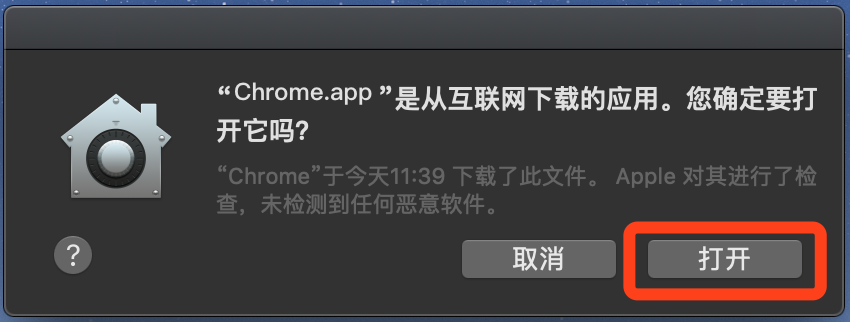 “Chrome.app ”是从互联网下载的应用。您确定要打
开它吗？
“Chrome”于今天11:39 下载了此文件。 Apple 对其进行了检
查，未检测到任何恶意软件。
?
取消
打开